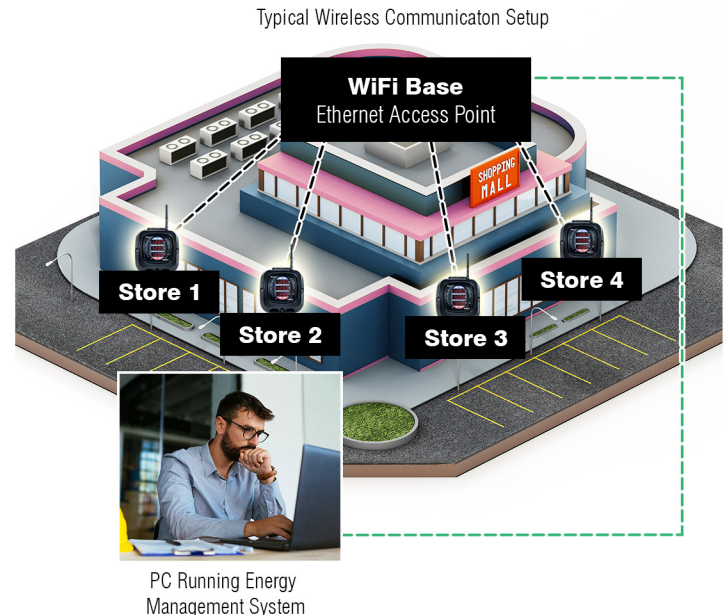 Typical Wireless Communicaton Setup
WiFi Base
Ethernet Access Point
SHOPPING
MALL
Store 1
Store 2
Store 3
Store 4
PC Running Energy
Management System